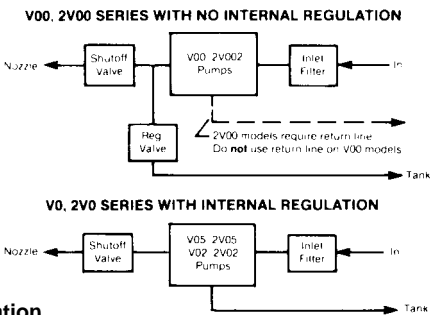 V00, 2V00 SERIES WITH NO INTERNAL REGULATION
Nozzle
Shutoff
Valve
V00 2V002
Pumps
Inlet
Filter
In
Reg
Valve
2V00 models require return line
Do not use return line on V00 models
Tank
V0, 2V0 SERIES WITH INTERNAL REGULATION
Nozzle
Shutoff
Valve
V05 2V05
V02 2V02
Pumps
Inlet
Filter
In
Tank